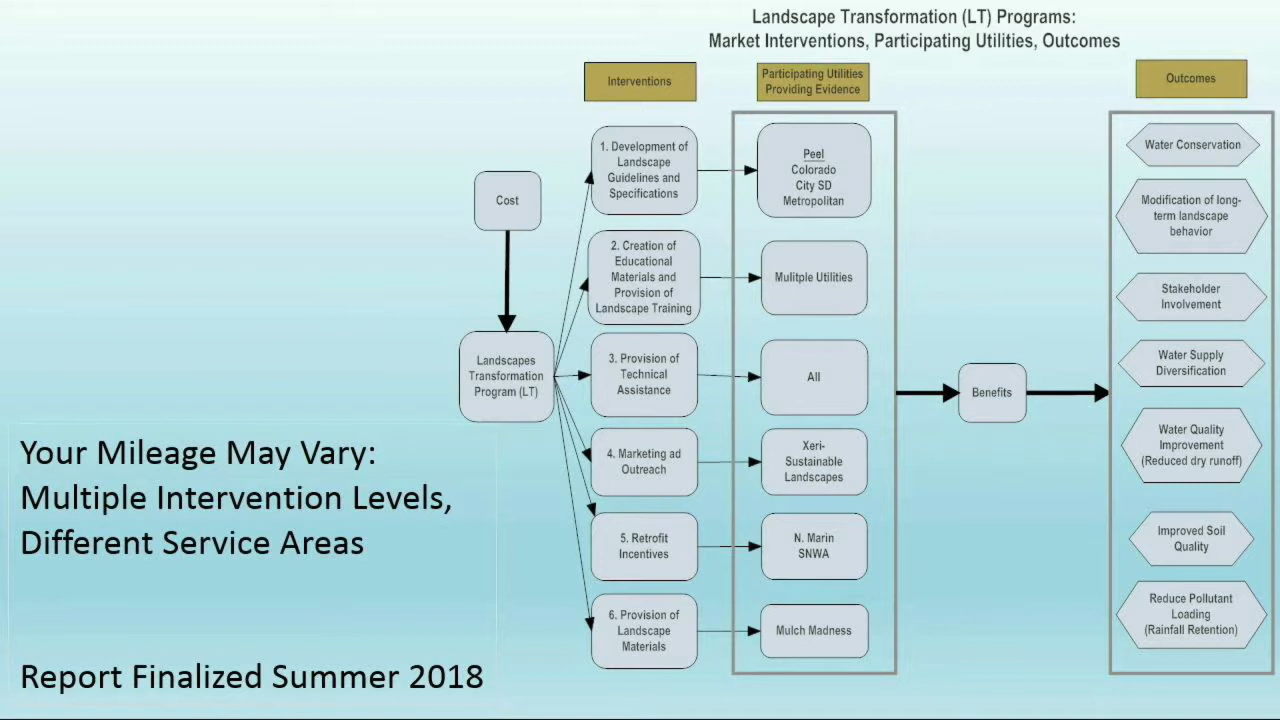 Landscape Transformation (LT) Programs:
Market Interventions, Participating Utilities, Outcomes
Interventions
Participating Utilities
Providing Evidence
Outcomes
Cost
Landscapes
Transformation
Program (LT)
1. Development of
Landscape
Guidelines and
Specifications
Peel
Colorado
City SD
Metropolitan
2. Creation of
Educational
Materials and
Provision of
Landscape Training
Mulitple Utilities
3. Provision of
Technical
Assistance
All
4. Marketing ad
Outreach
Xeri-
Sustainable
Landscapes
5. Retrofit
Incentives
N. Marin
SNWA
6. Provision of
Landscape
Materials
Mulch Madness
Benefits
Water Conservation
Modification of long-
term landscape
behavior
Stakeholder
Involvement
Water Supply
Diversification
Water Quality
Improvement
(Reduced dry runoff)
Improved Soil
Quality
Reduce Pollutant
Loading
(Rainfall Retention)
Your Mileage May Vary:
Multiple Intervention Levels,
Different Service Areas
Report Finalized Summer 2018